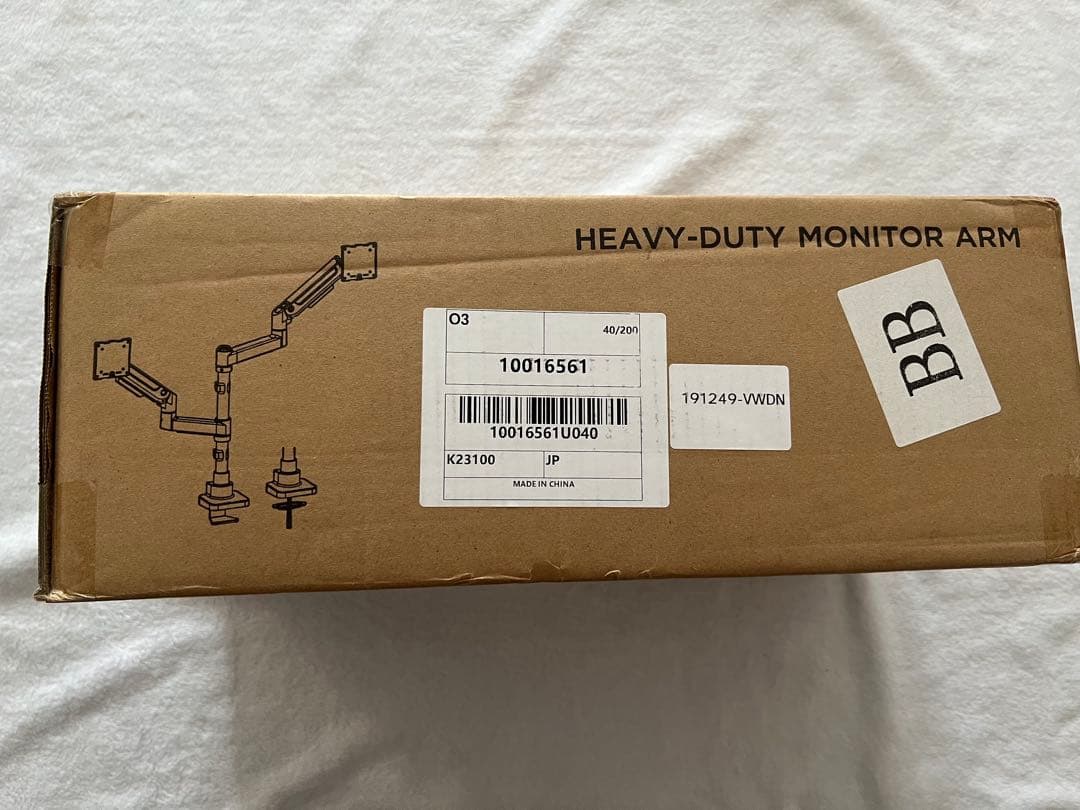 HEAVY-DUTY MONITOR ARM
O3
40/200
10016561
10016561U040
K23100
JP
MADE IN CHINA
191249-VWDN
BB